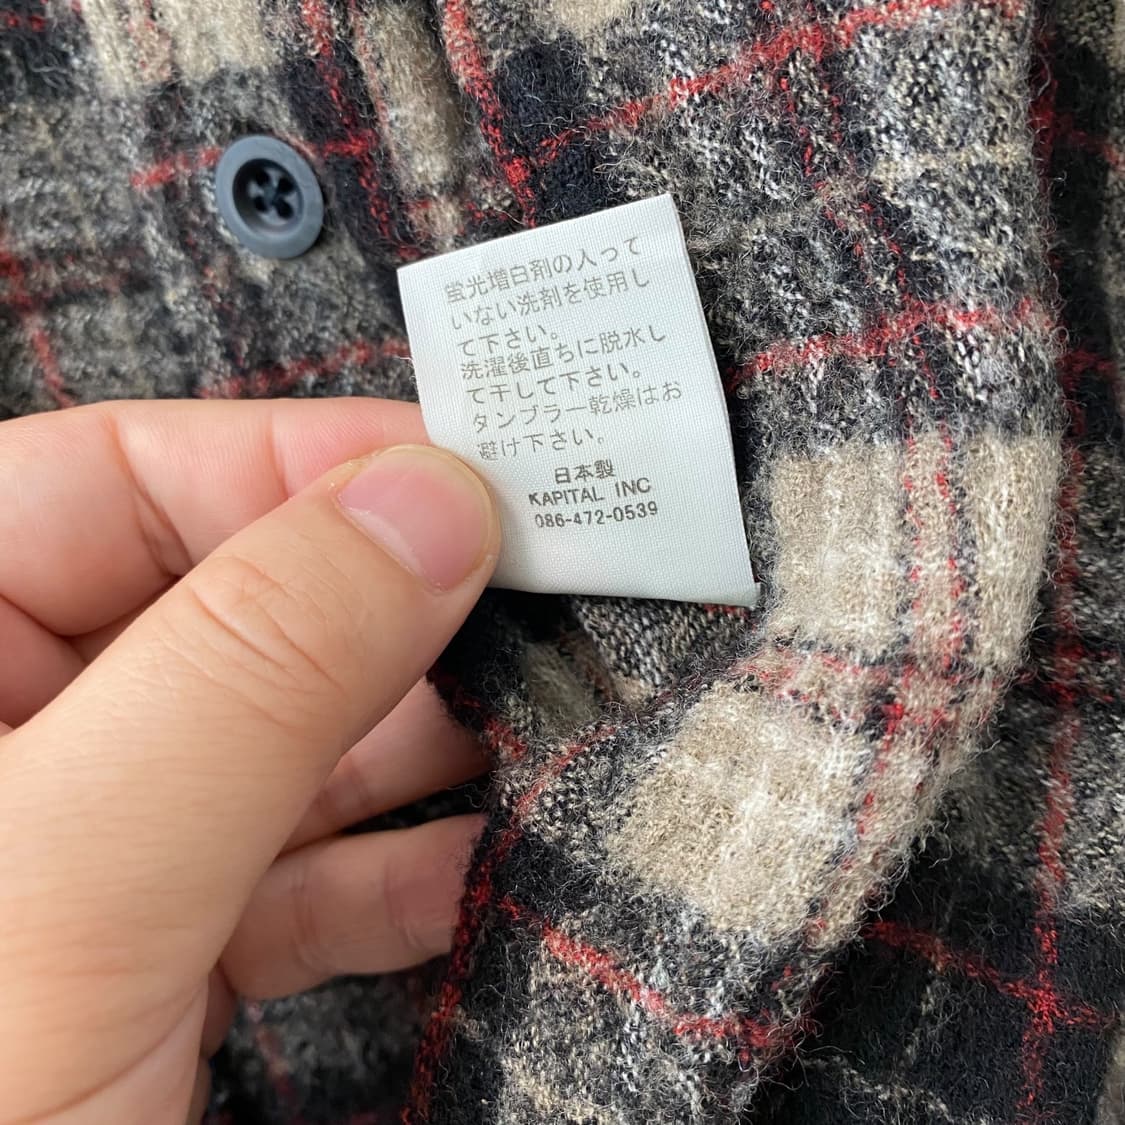 蛍光増白剤の入って
いない洗剤を使用し
て下さい。
洗濯後直ちに脱水し
て干して下さい。
タンブラー乾燥はお
避け下さい。
日本製
KAPITAL INC
086-472-0539